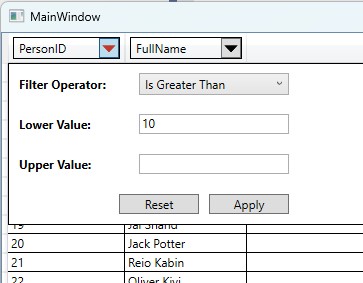 MainWindow
PersonID FullName
Filter Operator: Is Greater Than
Lower Value: 10
Upper Value:
Reset Apply
19 Jai Shand
20 Jack Potter
21 Reio Kabin
22 Oliver Kivi